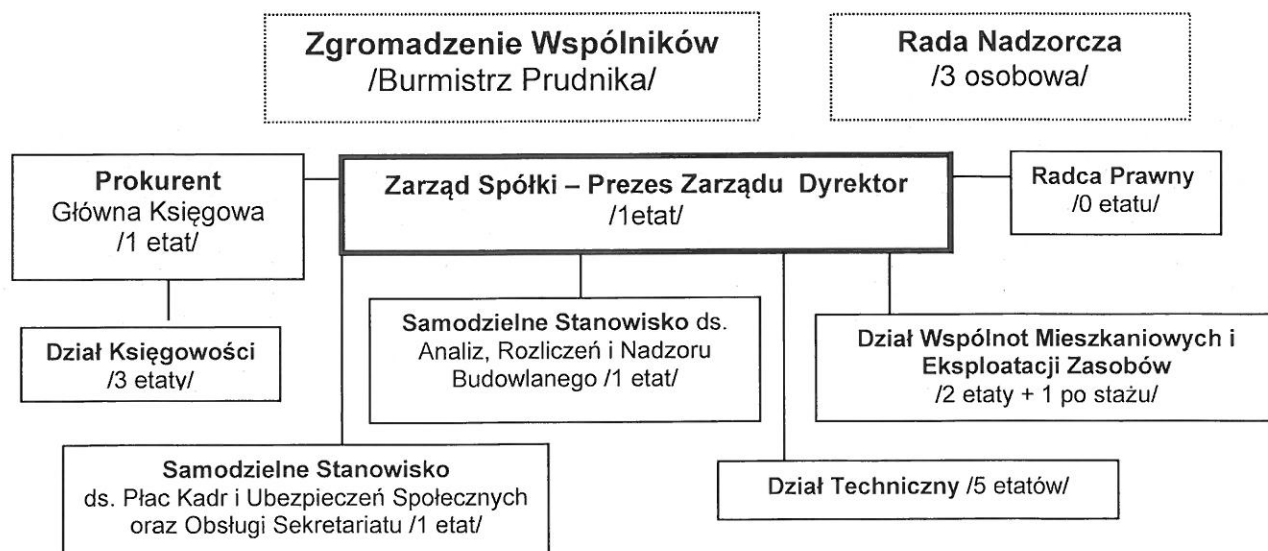 Zgromadzenie Wspólników
/Burmistrz Prudnika/
Rada Nadzorcza
/3 osobowa/
Prokurent
Główna Księgowa
/1 etat/
Zarząd Spółki – Prezes Zarządu Dyrektor
/1etat/
Radca Prawny
/0 etatu/
Dział Księgowości
/3 etaty/
Samodzielne Stanowisko ds.
Analiz, Rozliczeń i Nadzoru
Budowlanego /1 etat/
Dział Wspólnot Mieszkaniowych i
Eksploatacji Zasobów
/2 etaty + 1 po stażu/
Samodzielne Stanowisko
ds. Płac Kadr i Ubezpieczeń Społecznych
oraz Obsługi Sekretariatu /1 etat/
Dział Techniczny /5 etatów/